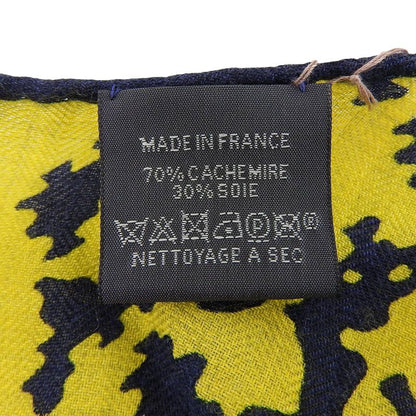 MADE IN FRANCE
70% CACHEMIRE
30% SOIE
P
NETTOYAGE A SEC